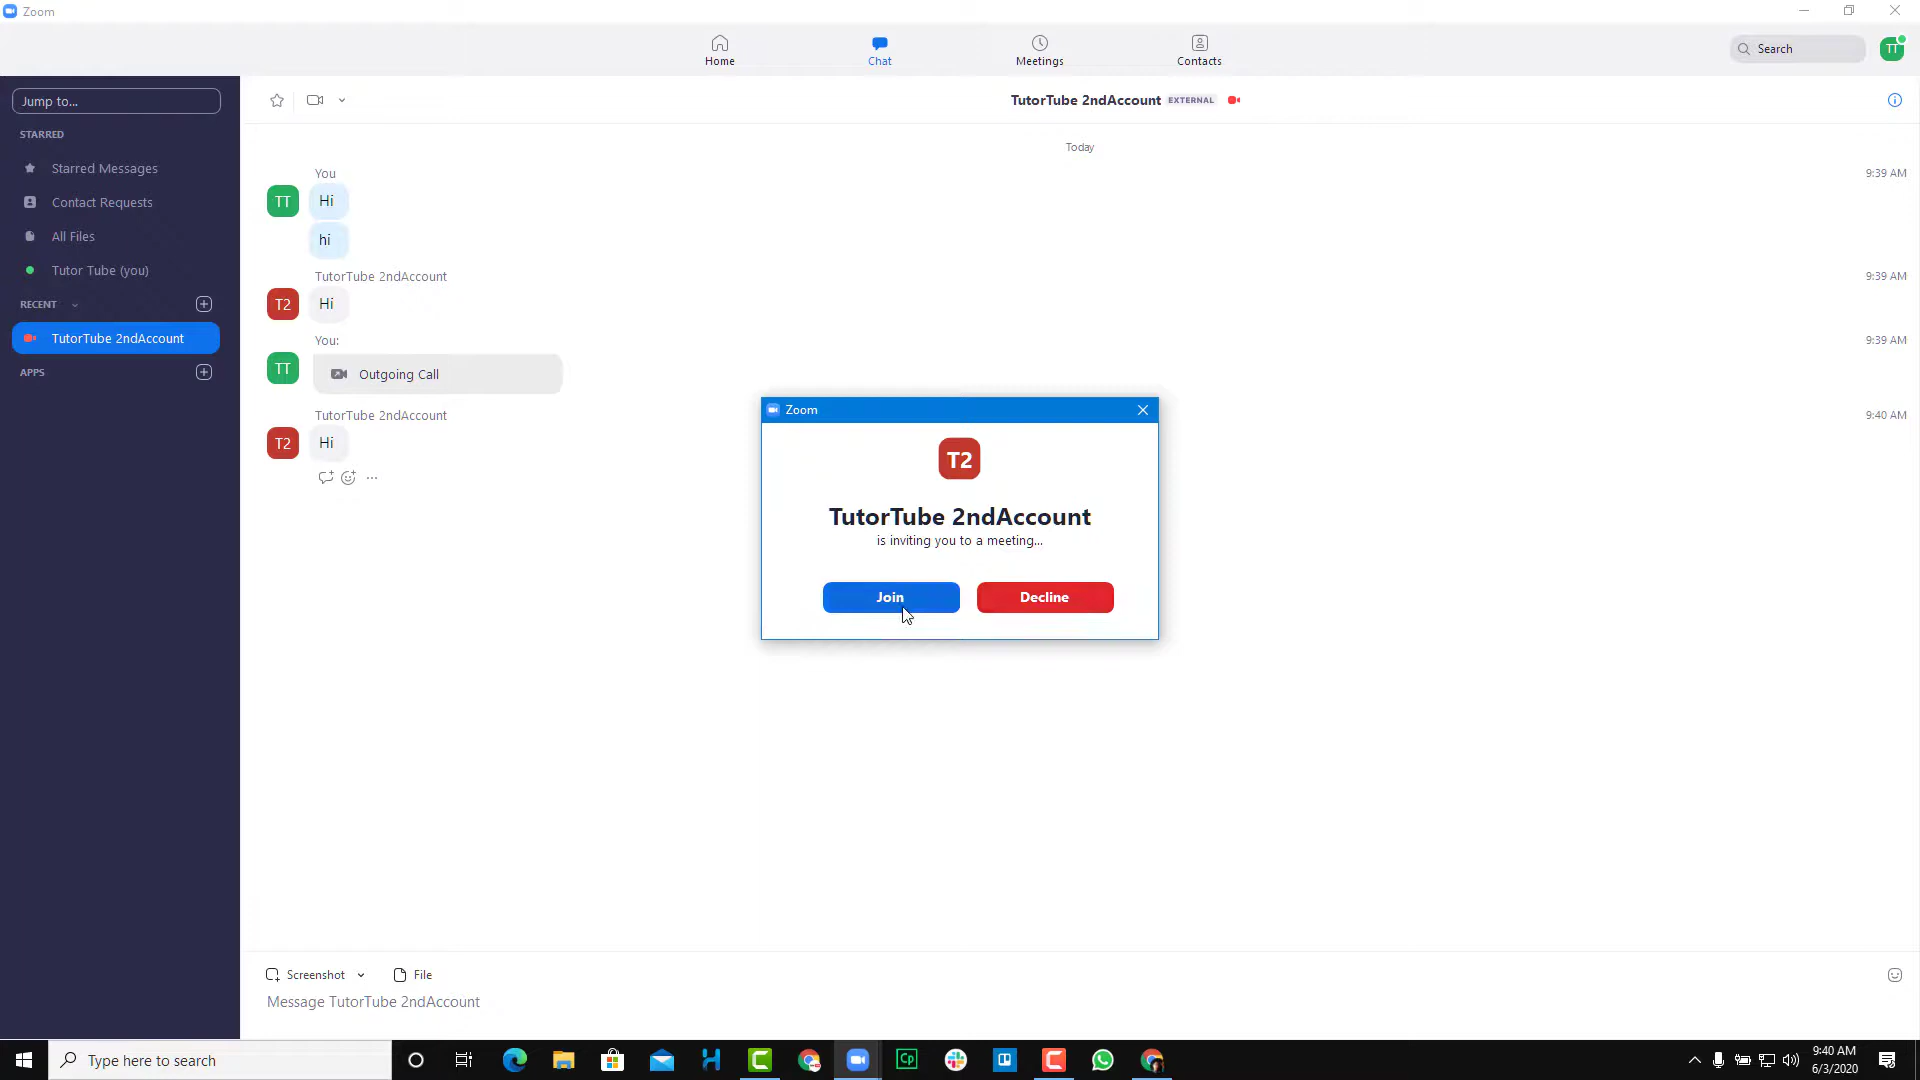 Zoom
Home
Chat
Meetings
Contacts
Search
TT
Jump to...
STARRED
Starred Messages
Contact Requests
All Files
Tutor Tube (you)
RECENT
TutorTube 2ndAccount
APPS
TutorTube 2ndAccount EXTERNAL
Today
You
9:39 AM
TT
Hi
hi
TutorTube 2ndAccount
9:39 AM
T2
Hi
You:
9:39 AM
TT
Outgoing Call
TutorTube 2ndAccount
9:40 AM
T2
Hi
Zoom
T2
TutorTube 2ndAccount
is inviting you to a meeting...
Join
Decline
Screenshot
File
Message TutorTube 2ndAccount
Type here to search
Cp
9:40 AM
6/3/2020